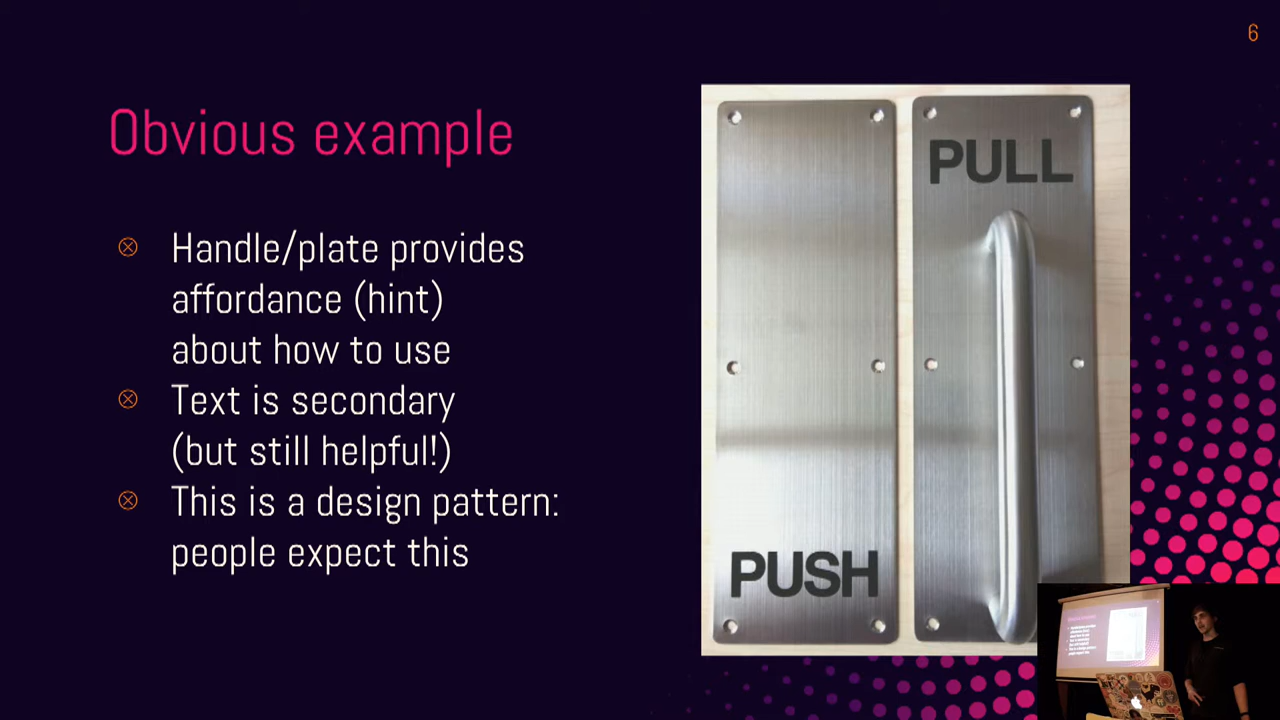 6
Obvious example
Handle/plate provides
affordance (hint)
about how to use
Text is secondary
(but still helpful!)
This is a design pattern:
people expect this
PULL
PUSH